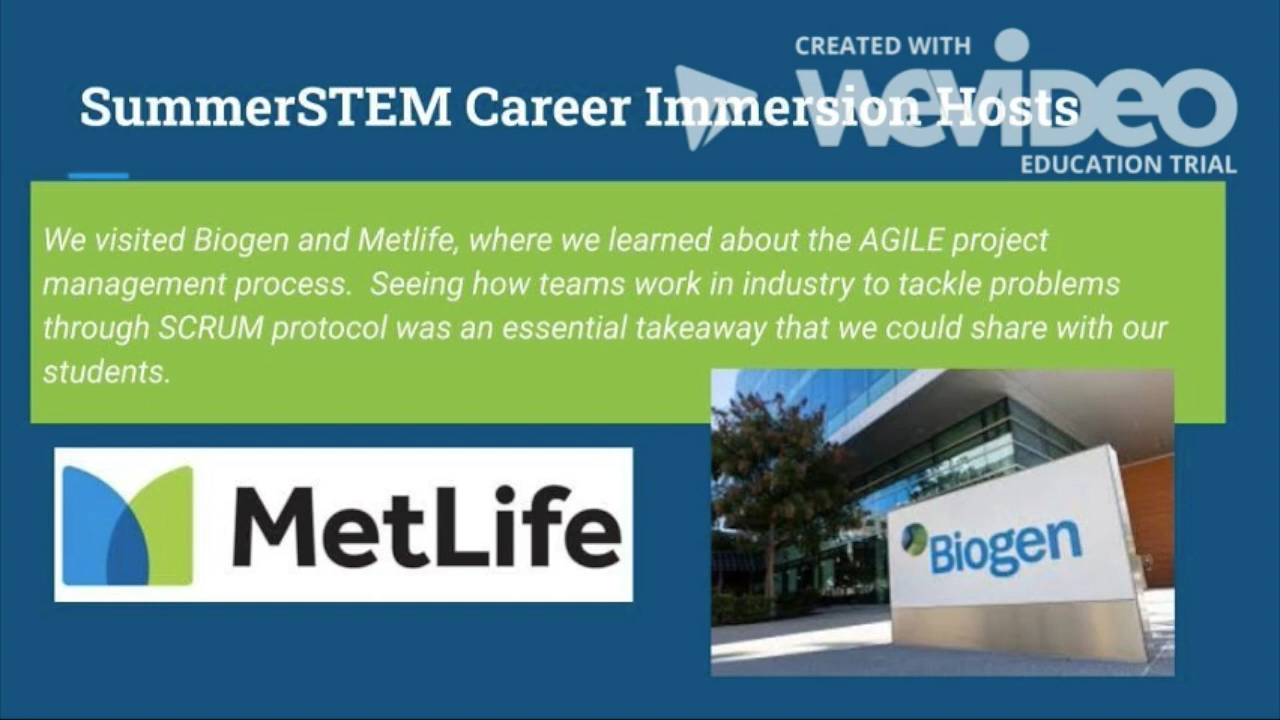 CREATED WITH
WEVIDEO
EDUCATION TRIAL
SummerSTEM Career Immersion Hosts
We visited Biogen and Metlife, where we learned about the AGILE project
management process.  Seeing how teams work in industry to tackle problems
through SCRUM protocol was an essential takeaway that we could share with our
students.
MetLife
Biogen